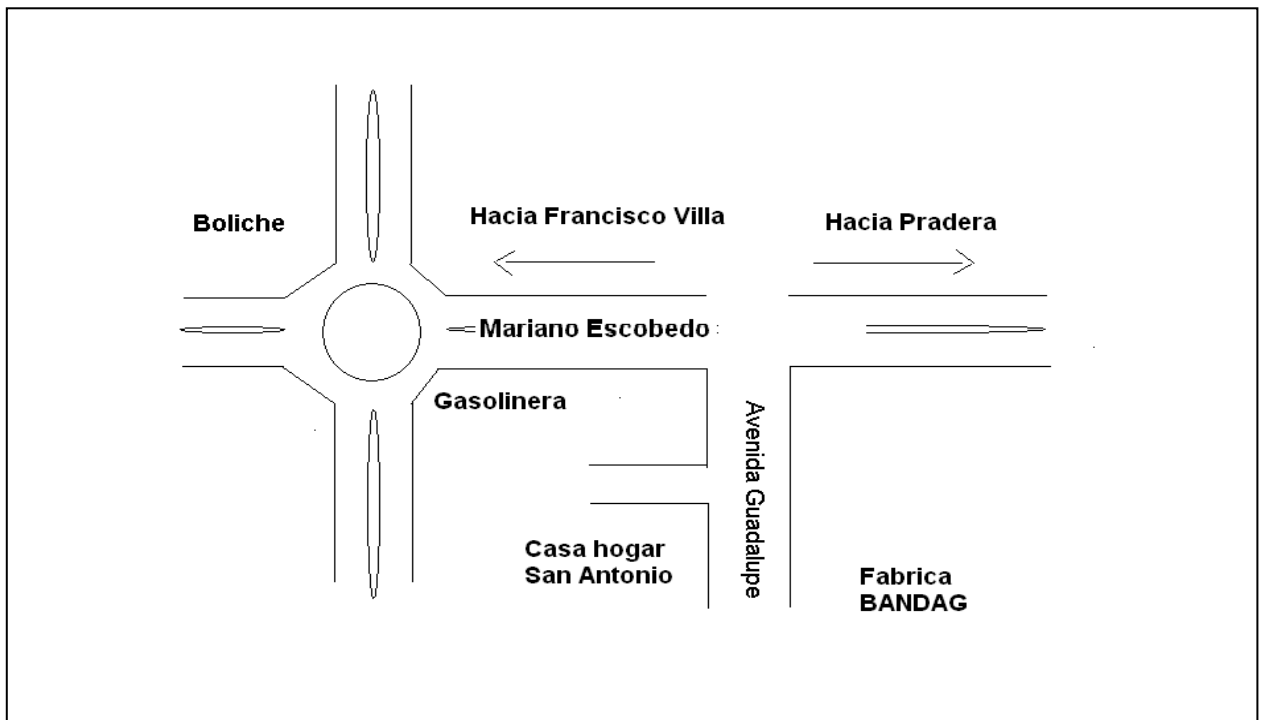 Boliche
Hacia Francisco Villa
Hacia Pradera
Mariano Escobedo
Gasolinera
Avenida Guadalupe
Casa hogar
San Antonio
Fabrica
BANDAG